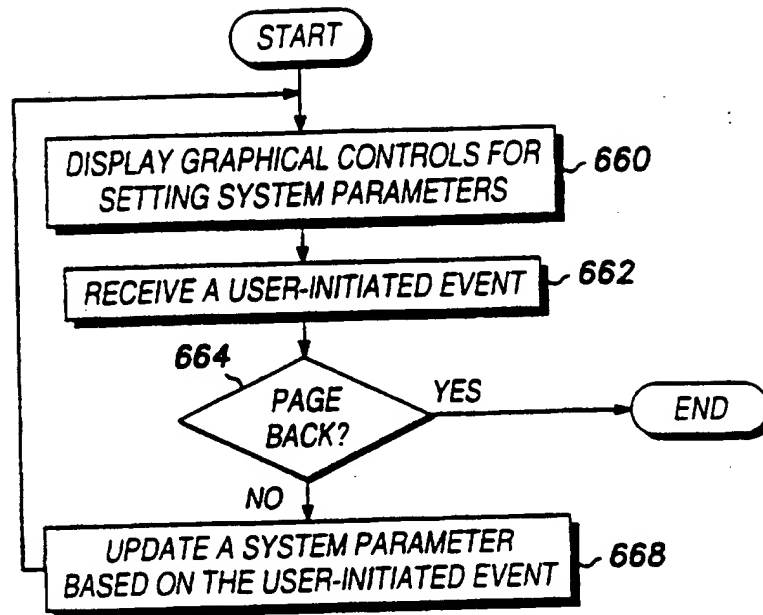 START
DISPLAY GRAPHICAL CONTROLS FOR
SETTING SYSTEM PARAMETERS
660
RECEIVE A USER-INITIATED EVENT
662
664
PAGE
BACK?
YES
END
NO
UPDATE A SYSTEM PARAMETER
BASED ON THE USER-INITIATED EVENT
668